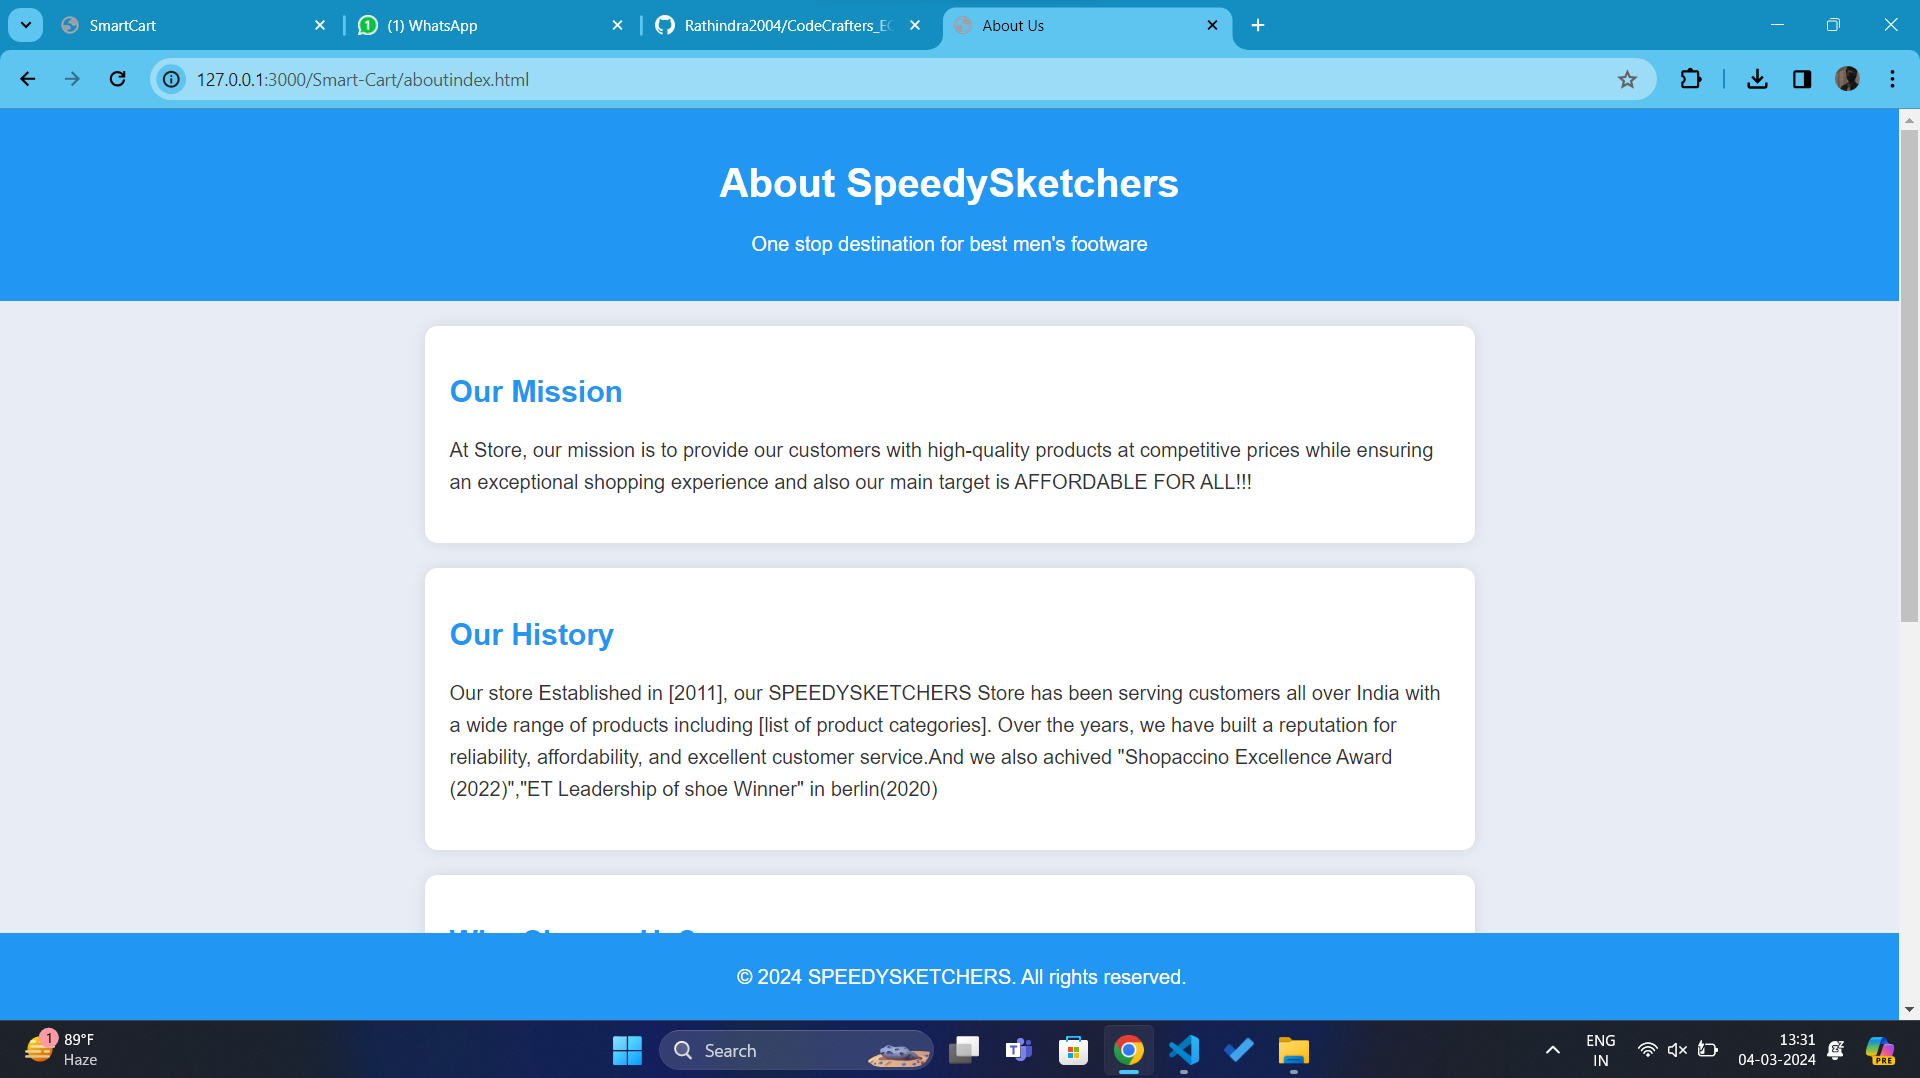 SmartCart
(1) WhatsApp
Rathindra2004/CodeCrafters_EC
About Us
127.0.0.1:3000/Smart-Cart/aboutindex.html
About SpeedySketchers
One stop destination for best men's footware
Our Mission
At Store, our mission is to provide our customers with high-quality products at competitive prices while ensuring
an exceptional shopping experience and also our main target is AFFORDABLE FOR ALL!!!
Our History
Our store Established in [2011], our SPEEDYSKETCHERS Store has been serving customers all over India with
a wide range of products including [list of product categories]. Over the years, we have built a reputation for
reliability, affordability, and excellent customer service.And we also achived "Shopaccino Excellence Award
(2022)","ET Leadership of shoe Winner" in berlin(2020)
© 2024 SPEEDYSKETCHERS. All rights reserved.
1
89°F
Haze
Search
ENG
IN
13:31
04-03-2024
PRE